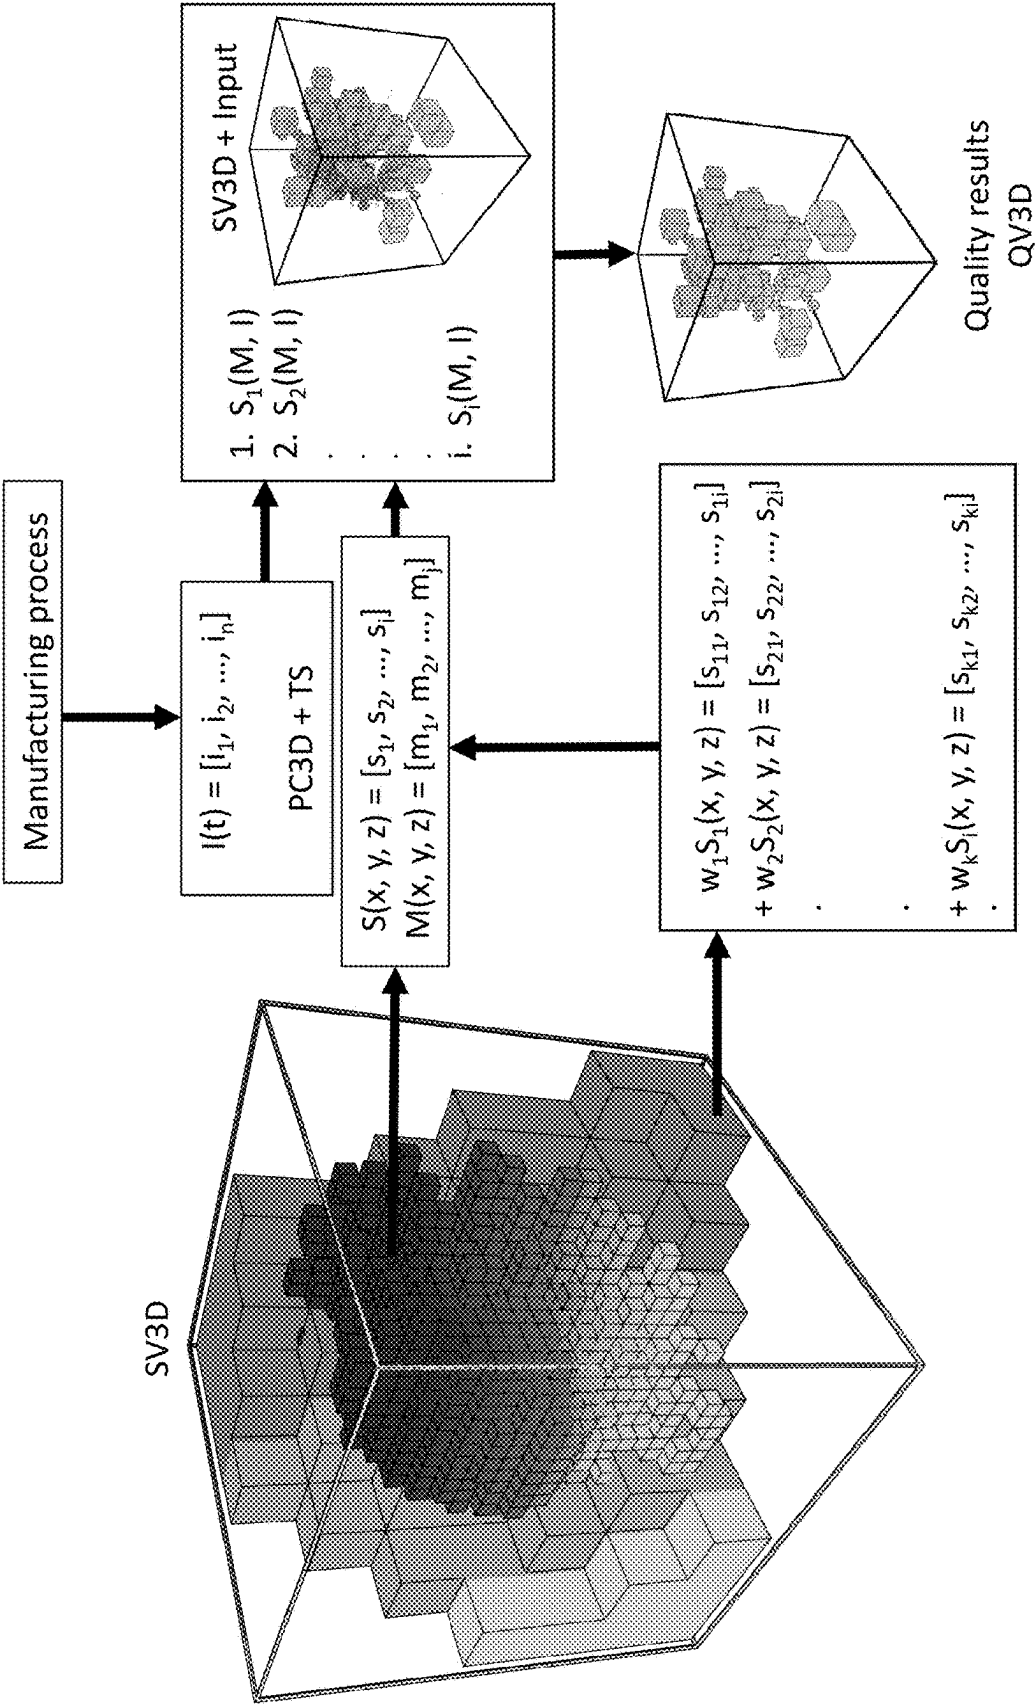 SV3D
Manufacturing process
I(t) = [i₁, i₂, ..., iₙ]
PC3D + TS
S(x, y, z) = [s₁, s₂, ..., sᵢ]
M(x, y, z) = [m₁, m₂, ..., mⱼ]
w₁S₁(x, y, z) = [s₁₁, s₁₂, ..., s₁ᵢ]
+ w₂S₂(x, y, z) = [s₂₁, s₂₂, ..., s₂ᵢ]
.
.
+ wₖSᵢ(x, y, z) = [sₖ₁, sₖ₂, ..., sₖᵢ]
.
SV3D + Input
1. S₁(M, I)
2. S₂(M, I)
.
.
.
.
i. Sᵢ(M, I)
Quality results
QV3D